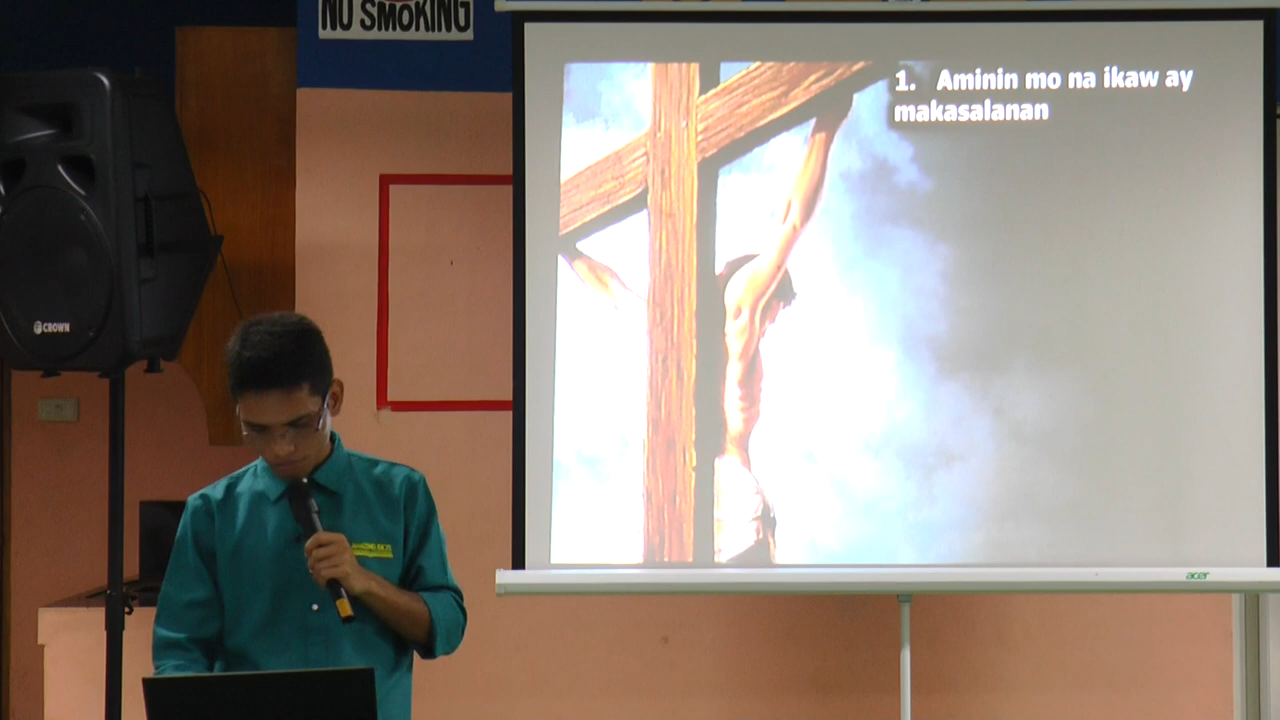 NO SMOKING
1. Aminin mo na ikaw ay
makasalanan
CROWN
acer